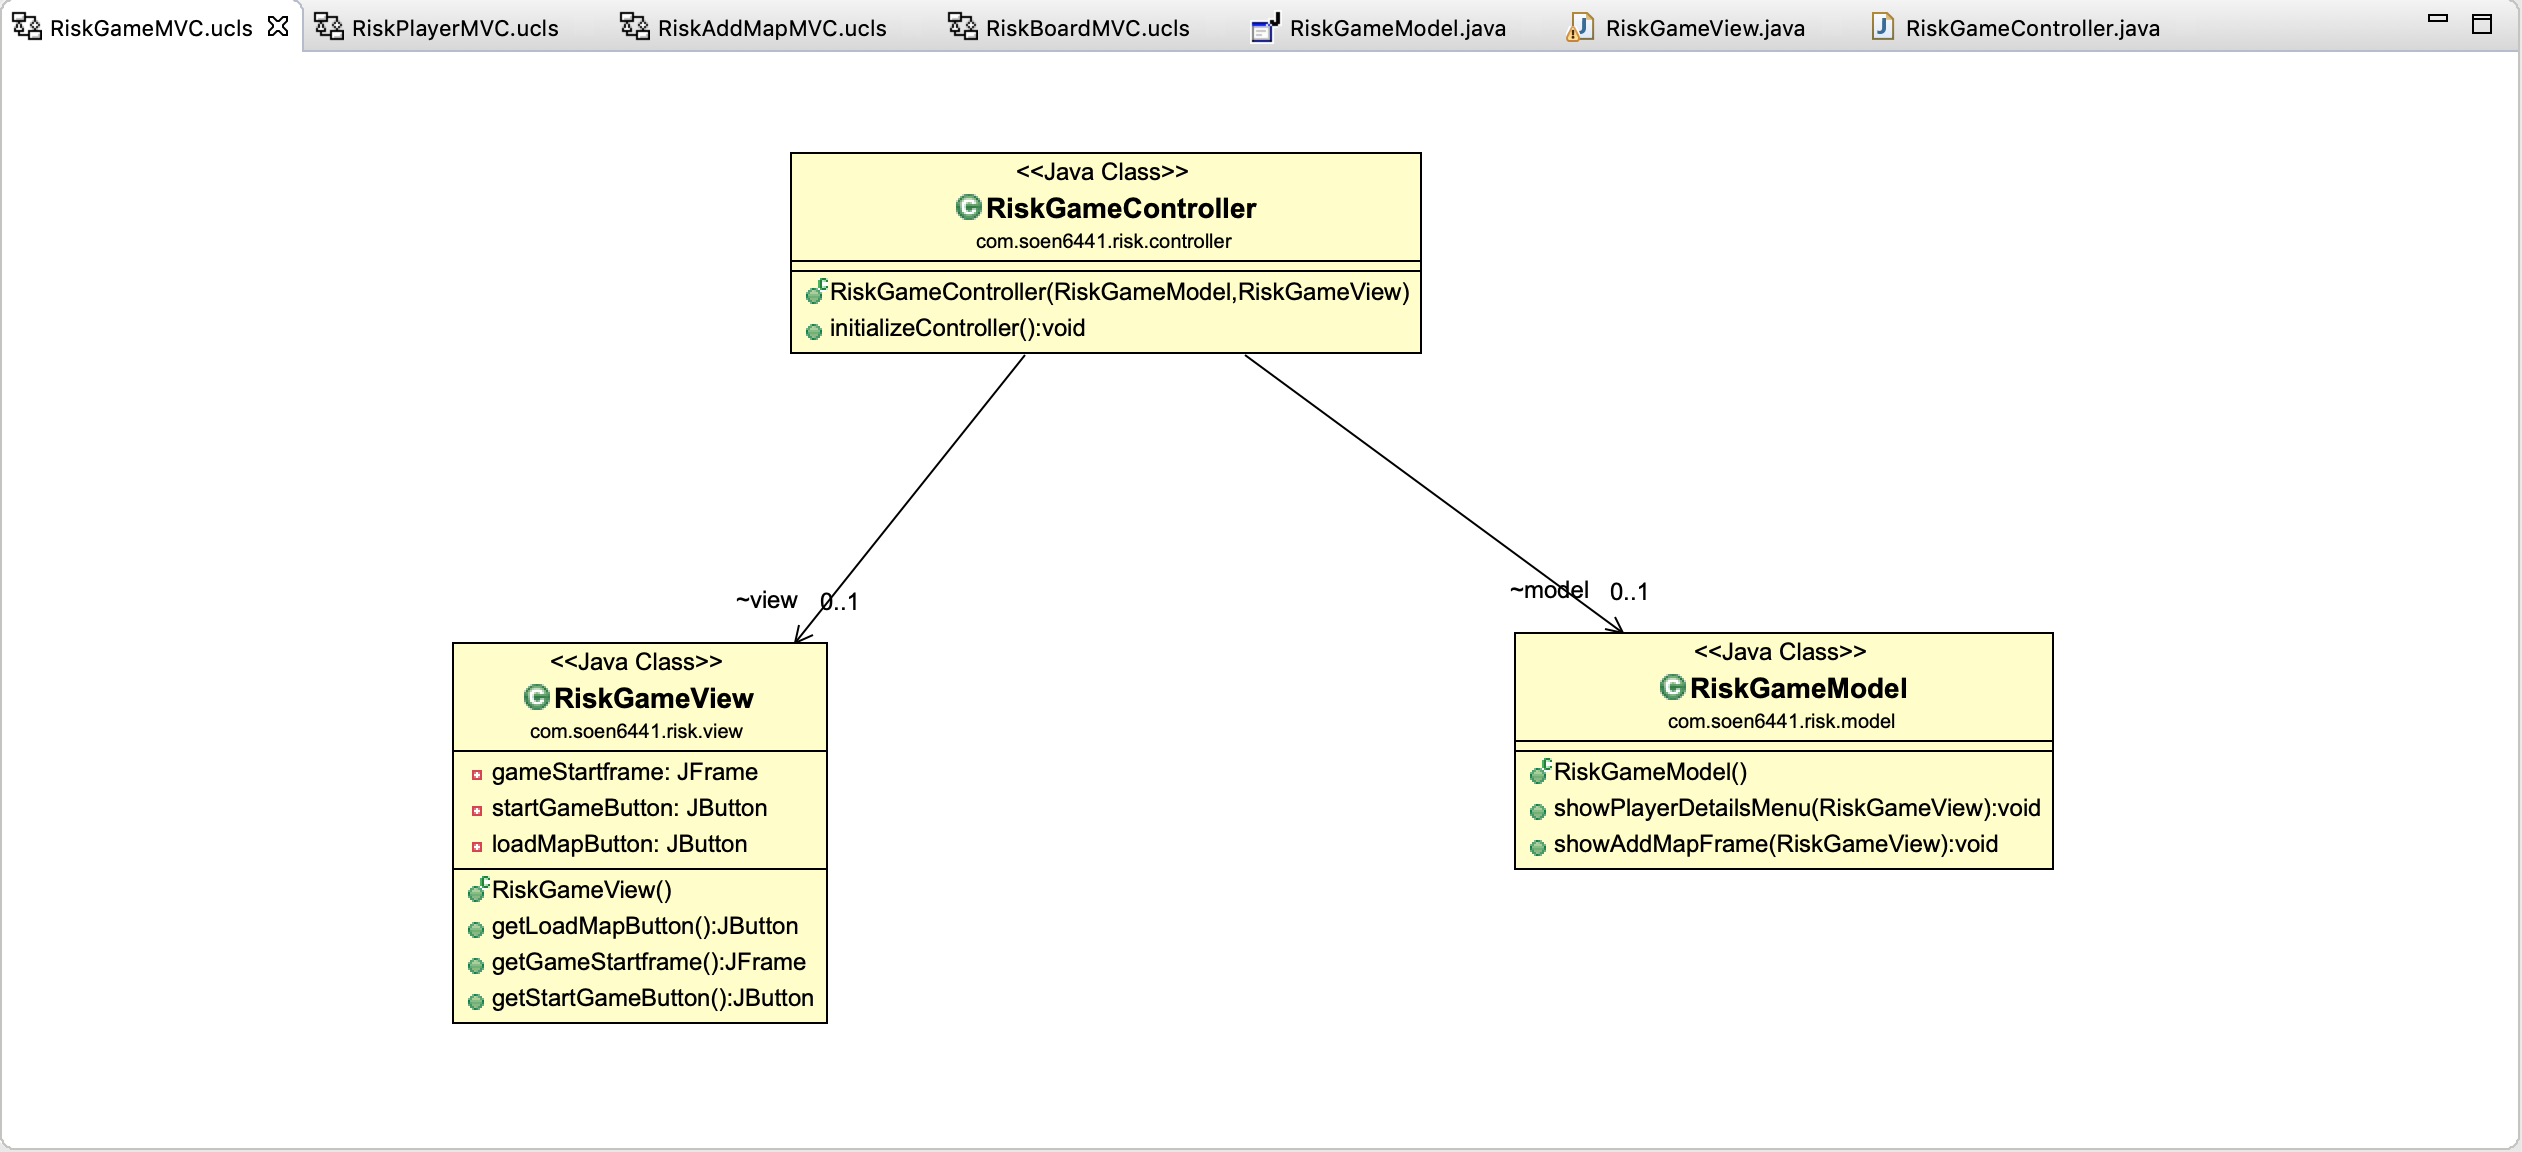 RiskGameMVC.ucls
RiskPlayerMVC.ucls
RiskAddMapMVC.ucls
RiskBoardMVC.ucls
RiskGameModel.java
RiskGameView.java
RiskGameController.java
<<Java Class>>
RiskGameController
com.soen6441.risk.controller
RiskGameController(RiskGameModel,RiskGameView)
initializeController():void
~view 0..1
~model 0..1
<<Java Class>>
RiskGameView
com.soen6441.risk.view
gameStartframe: JFrame
startGameButton: JButton
loadMapButton: JButton
RiskGameView()
getLoadMapButton():JButton
getGameStartframe():JFrame
getStartGameButton():JButton
<<Java Class>>
RiskGameModel
com.soen6441.risk.model
RiskGameModel()
showPlayerDetailsMenu(RiskGameView):void
showAddMapFrame(RiskGameView):void